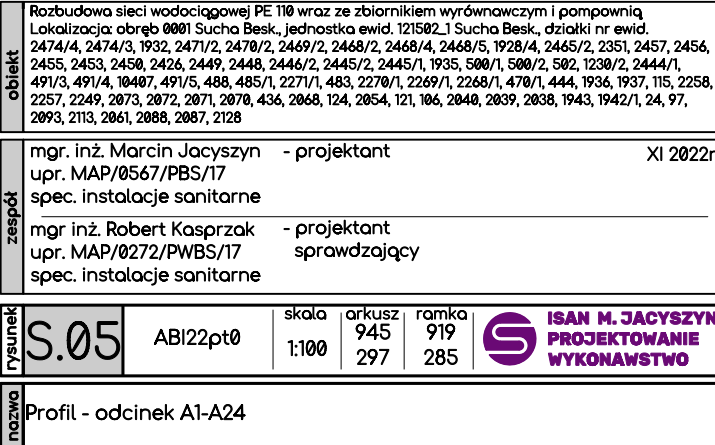 obiekt
Rozbudowa sieci wodociągowej PE 110 wraz ze zbiornikiem wyrównawczym i pompownią
Lokalizacja: obręb 0001 Sucha Besk., jednostka ewid. 121502_1 Sucha Besk., działki nr ewid.
2474/4, 2474/3, 1932, 2471/2, 2470/2, 2469/2, 2468/2, 2468/4, 2468/5, 1928/4, 2465/2, 2351, 2457, 2456,
2455, 2453, 2450, 2426, 2449, 2448, 2446/2, 2445/2, 2445/1, 1935, 500/1, 500/2, 502, 1230/2, 2444/1,
491/3, 491/4, 10407, 491/5, 488, 485/1, 2271/1, 483, 2270/1, 2269/1, 2268/1, 470/1, 444, 1936, 1937, 115, 2258,
2257, 2249, 2073, 2072, 2071, 2070, 436, 2068, 124, 2054, 121, 106, 2040, 2039, 2038, 1943, 1942/1, 24, 97,
2093, 2113, 2061, 2088, 2087, 2128
zespół
mgr. inż. Marcin Jacyszyn - projektant XI 2022r
upr. MAP/0567/PBS/17
spec. instalacje sanitarne
mgr inż. Robert Kasprzak - projektant
upr. MAP/0272/PWBS/17 sprawdzający
spec. instalacje sanitarne
rysunek
S.05
ABI22pt0
skala
1:100
arkusz
945
297
ramka
919
285
ISAN M. JACYSZYN
PROJEKTOWANIE
WYKONAWSTWO
nazwa
Profil - odcinek A1-A24